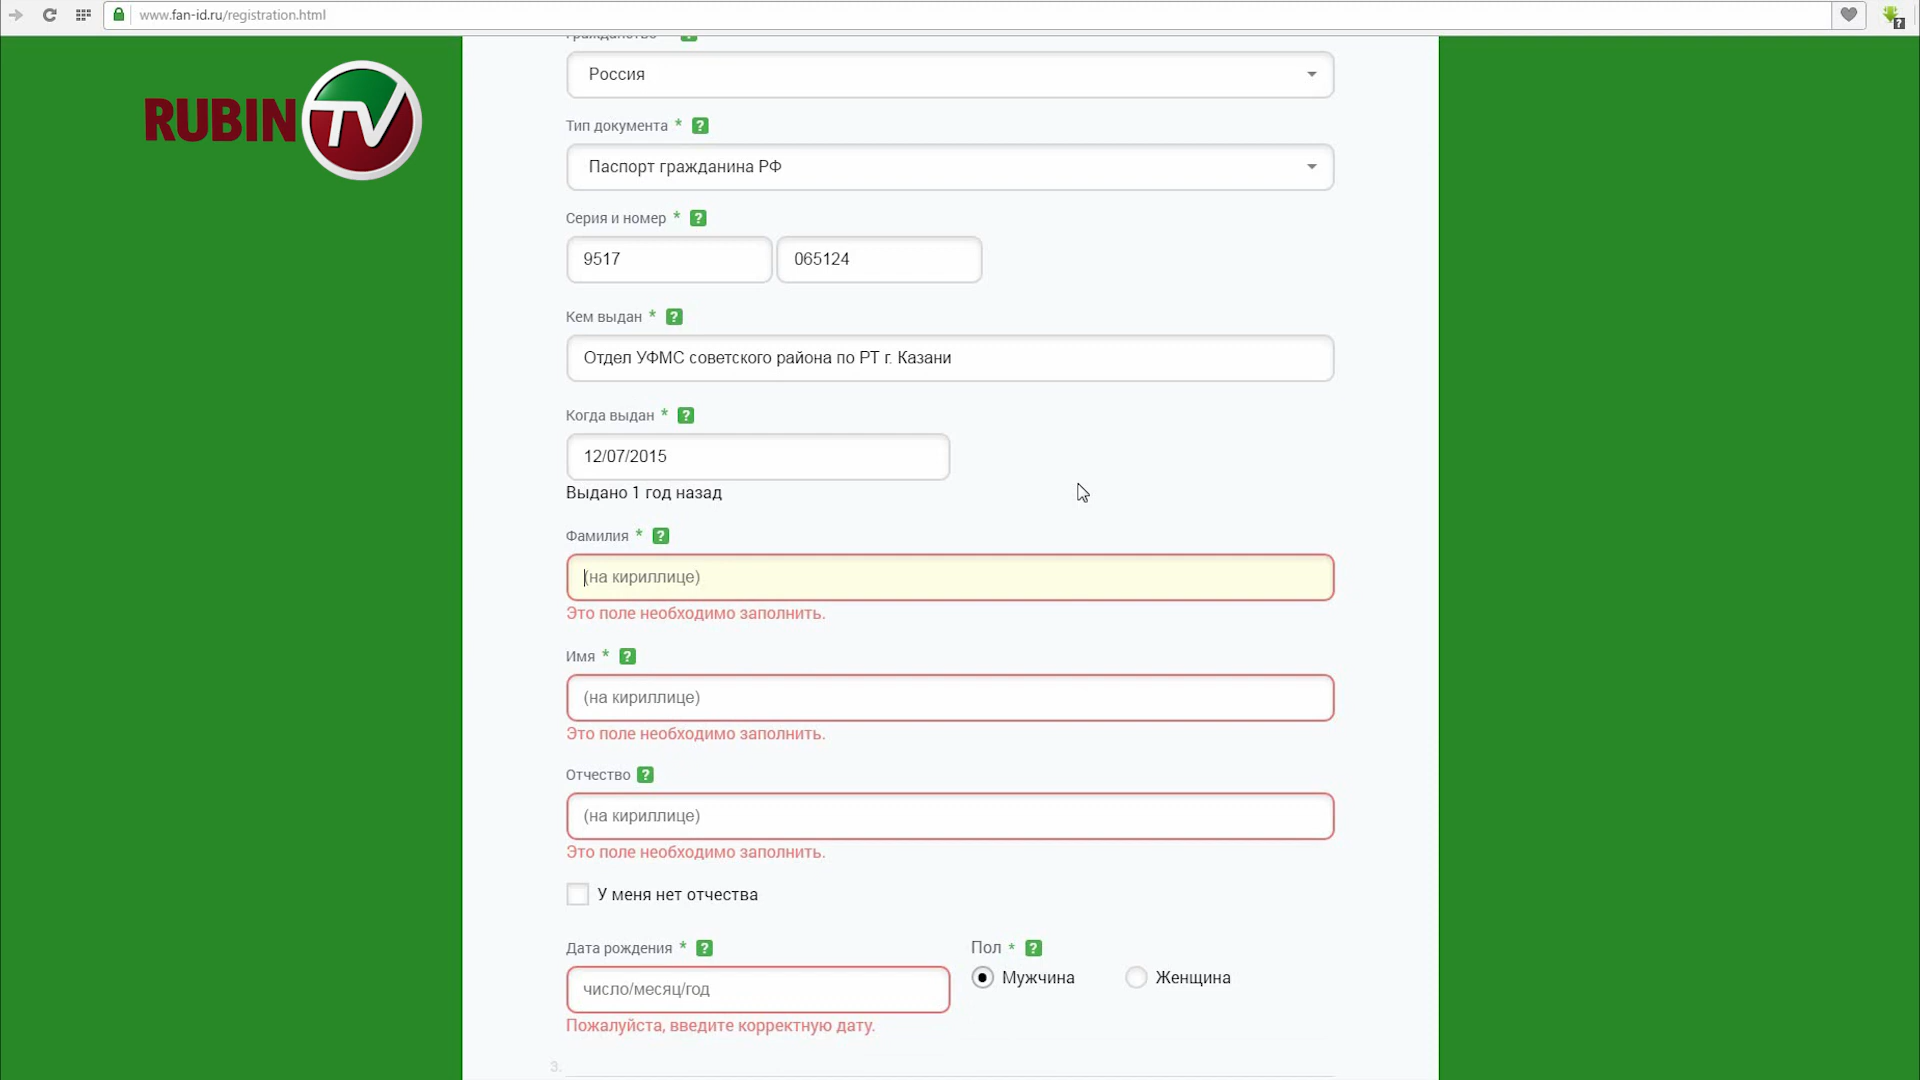 www.fan-id.ru/registration.html
RUBIN TV
Гражданство ?
Россия
Тип документа * ?
Паспорт гражданина РФ
Серия и номер * ?
9517 065124
Кем выдан * ?
Отдел УФМС советского района по РТ г. Казани
Когда выдан * ?
12/07/2015
Выдано 1 год назад
Фамилия * ?
(на кириллице)
Это поле необходимо заполнить.
Имя * ?
(на кириллице)
Это поле необходимо заполнить.
Отчество ?
(на кириллице)
Это поле необходимо заполнить.
У меня нет отчества
Дата рождения * ? Пол * ?
число/месяц/год Мужчина Женщина
Пожалуйста, введите корректную дату.
3.